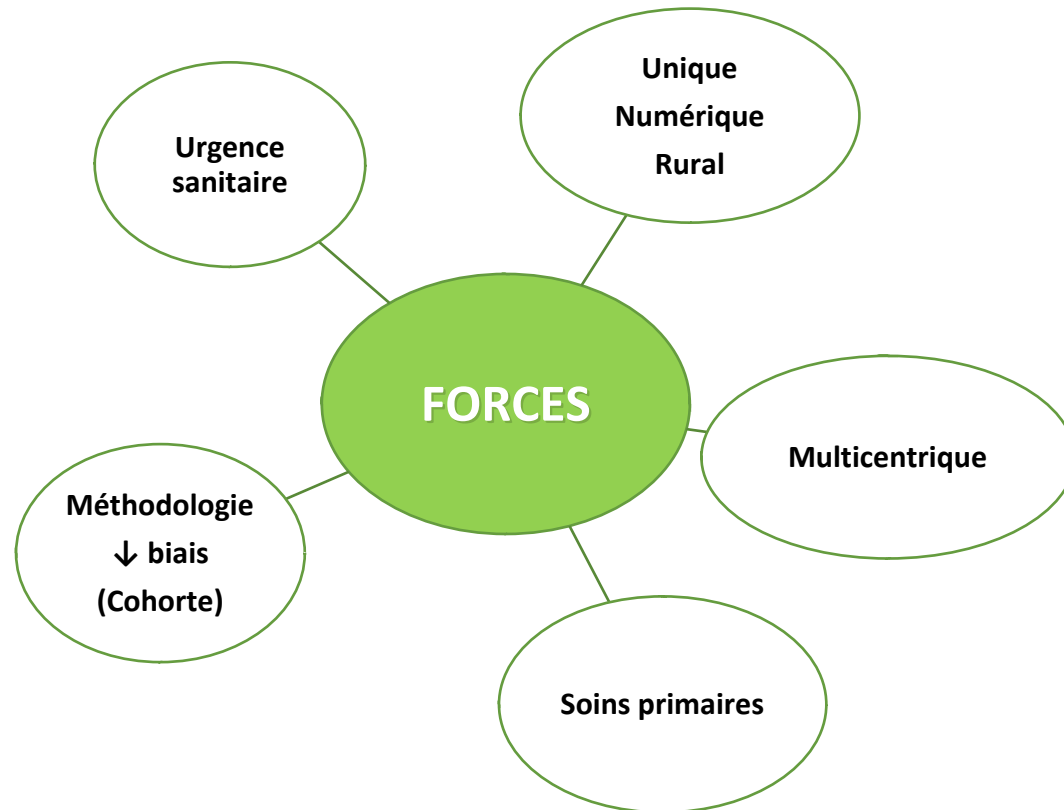 Unique
Numérique
Rural
Urgence
sanitaire
FORCES
Multicentrique
Méthodologie
↓ biais
(Cohorte)
Soins primaires